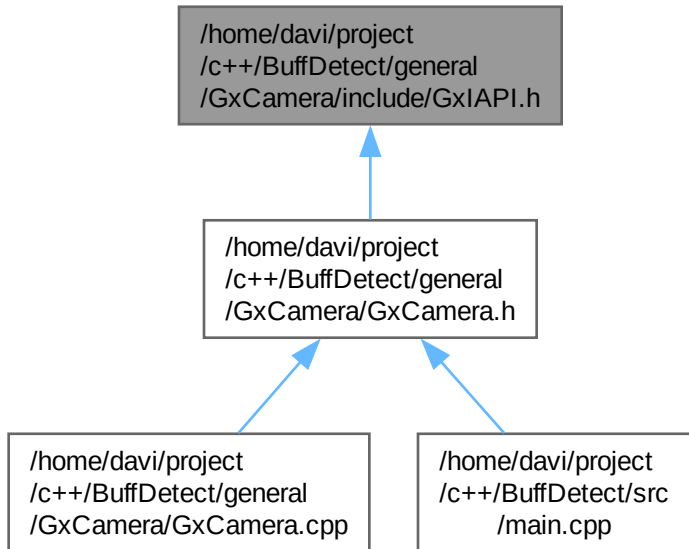 /home/davi/project
/c++/BuffDetect/general
/GxCamera/include/GxIAPI.h
/home/davi/project
/c++/BuffDetect/general
/GxCamera/GxCamera.h
/home/davi/project
/c++/BuffDetect/general
/GxCamera/GxCamera.cpp
/home/davi/project
/c++/BuffDetect/src
/main.cpp